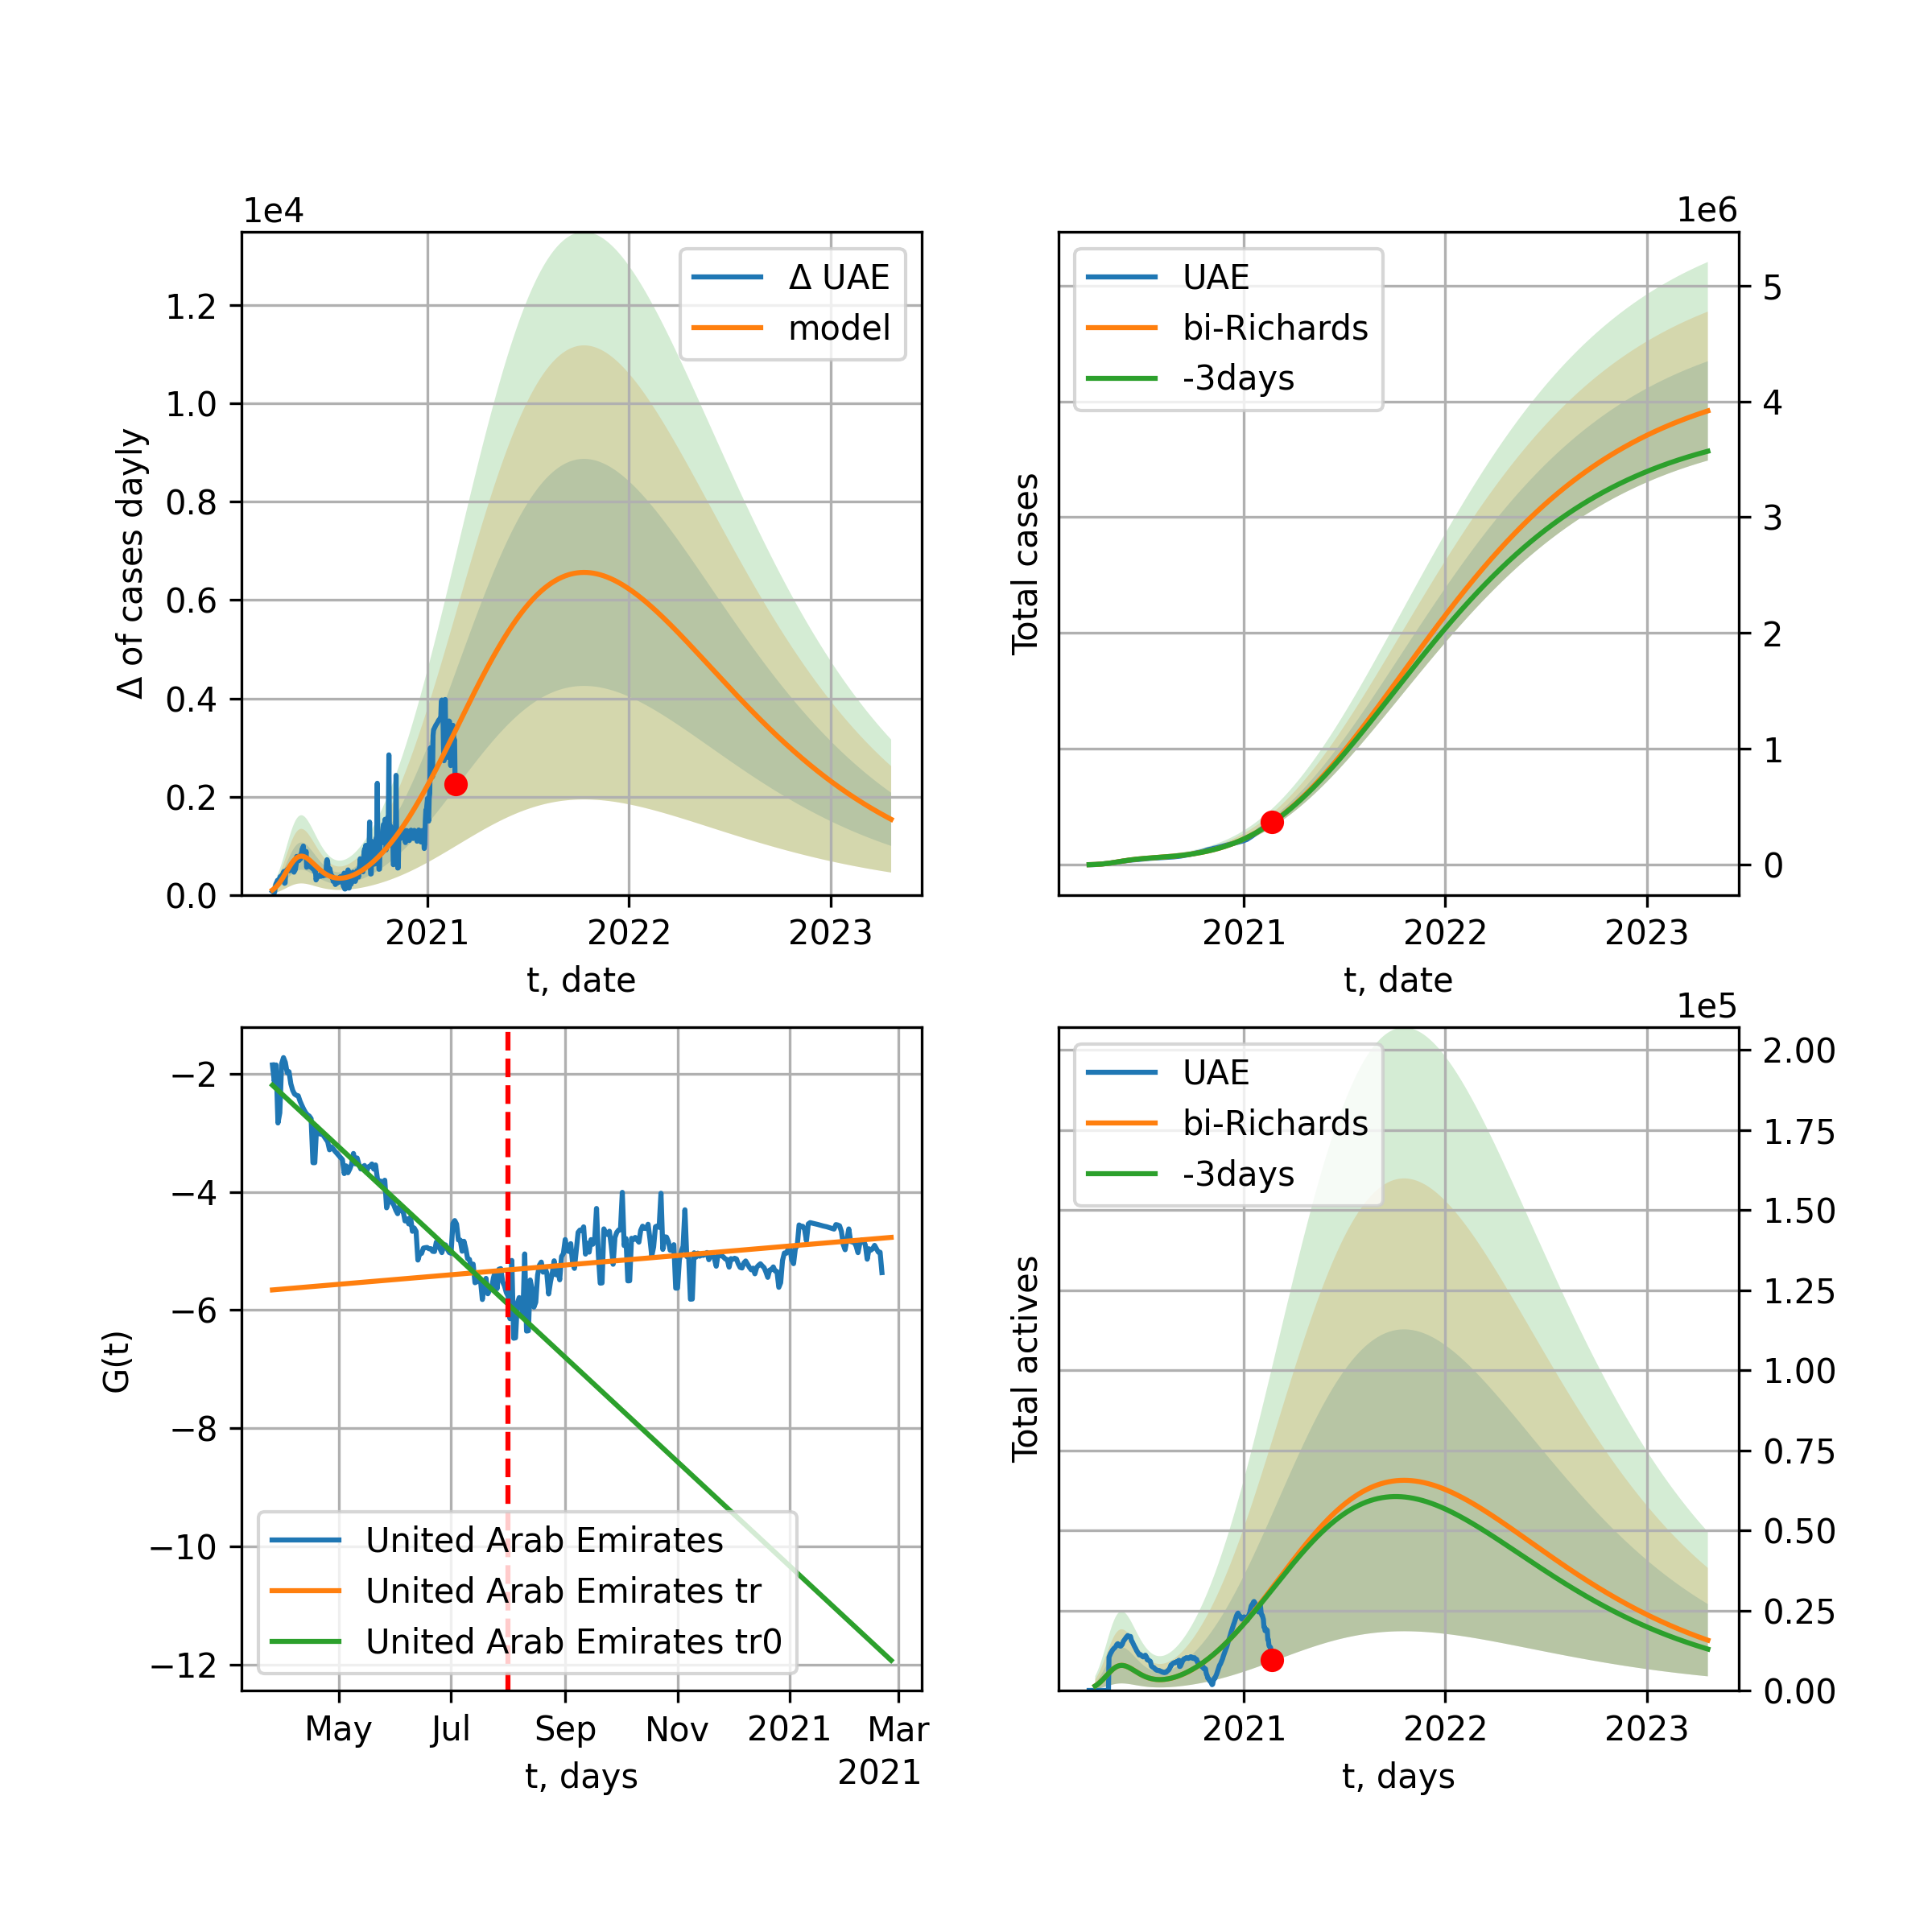 1e4
Δ of cases dayly
1.2
1.0
0.8
0.6
0.4
0.2
0.0
Δ UAE
model
2021 2022 2023
t, date
1e6
Total cases
UAE
bi-Richards
-3days
5
4
3
2
1
0
2021 2022 2023
t, date
G(t)
−2
−4
−6
−8
−10
−12
United Arab Emirates
United Arab Emirates tr
United Arab Emirates tr0
May Jul Sep Nov 2021 Mar
2021
t, days
1e5
Total actives
UAE
bi-Richards
-3days
2.00
1.75
1.50
1.25
1.00
0.75
0.50
0.25
0.00
2021 2022 2023
t, days